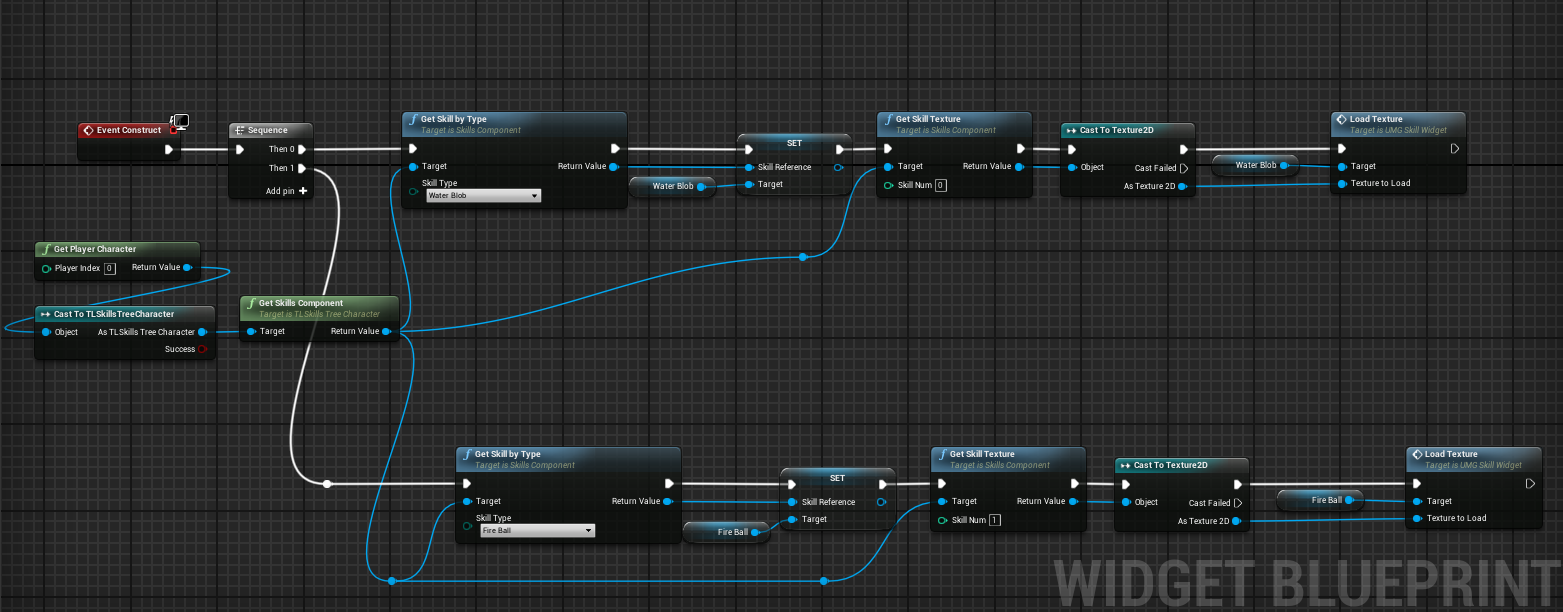 Event Construct
Sequence
Then 0
Then 1
Add pin
Get Skill by Type
Target is Skills Component
Target
Return Value
Skill Type
Water Blob
Water Blob
SET
Skill Reference
Target
Get Skill Texture
Target is Skills Component
Target
Return Value
Skill Num 0
Cast To Texture2D
Object
Cast Failed
As Texture 2D
Water Blob
Load Texture
Target is UMG Skill Widget
Target
Texture to Load
Get Player Character
Player Index 0
Return Value
Cast To TLSkillsTreeCharacter
Object
As TLSkills Tree Character
Success
Get Skills Component
Target is TLSkills Tree Character
Target
Return Value
Get Skill by Type
Target is Skills Component
Target
Return Value
Skill Type
Fire Ball
Fire Ball
SET
Skill Reference
Target
Get Skill Texture
Target is Skills Component
Target
Return Value
Skill Num 1
Cast To Texture2D
Object
Cast Failed
As Texture 2D
Fire Ball
Load Texture
Target is UMG Skill Widget
Target
Texture to Load
WIDGET BLUEPRINT